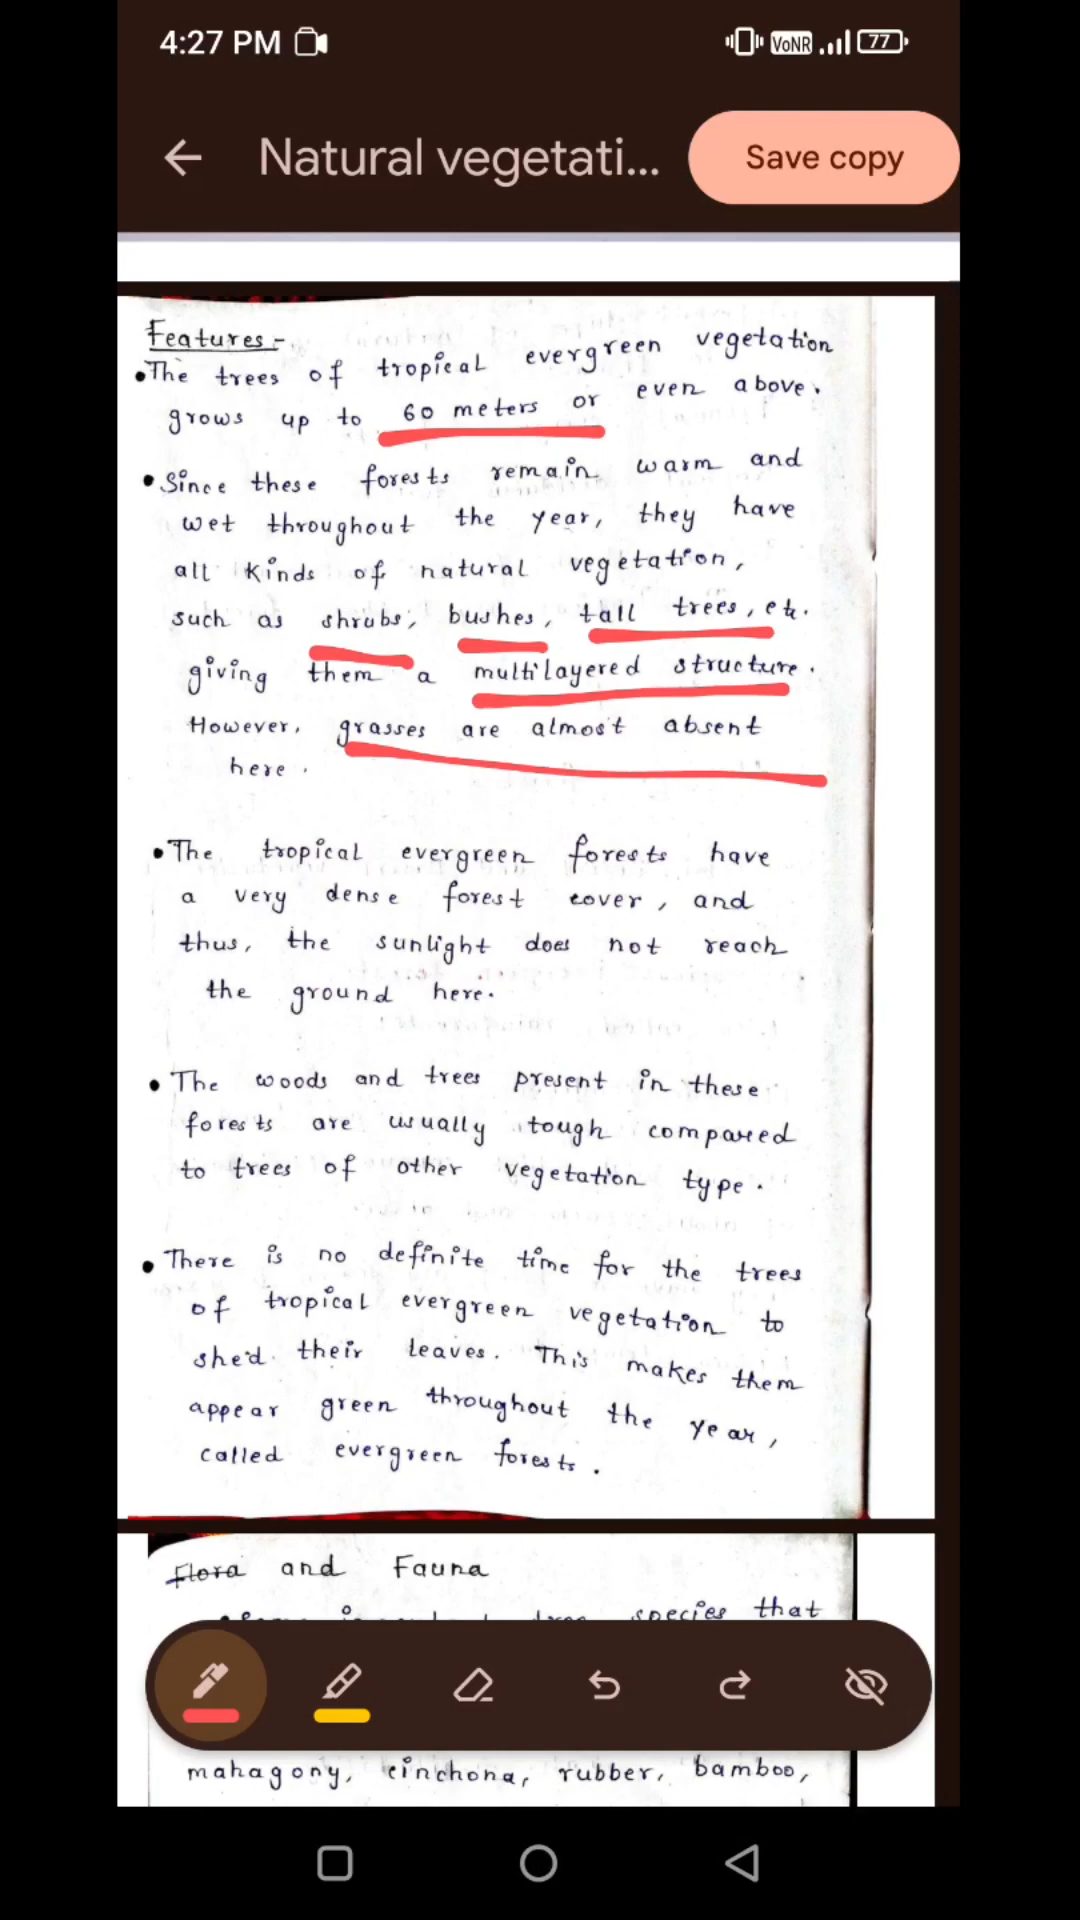 4:27 PM
VoNR
77
Natural vegetati...
Save copy
Features:-
•The trees of tropical evergreen vegetation
grows up to 60 meters or even above.
•Since these forests remain warm and
wet throughout the year, they have
all kinds of natural vegetation,
such as shrubs, bushes, tall trees, etc.
giving them a multilayered structure.
However, grasses are almost absent
here.
•The tropical evergreen forests have
a very dense forest cover, and
thus, the sunlight does not reach
the ground here.
•The woods and trees present in these
forests are usually tough compared
to trees of other vegetation type.
•There is no definite time for the trees
of tropical evergreen vegetation to
shed their leaves. This makes them
appear green throughout the year,
called evergreen forests.
Flora and Fauna
species that
mahagony, cinchona, rubber, bamboo,